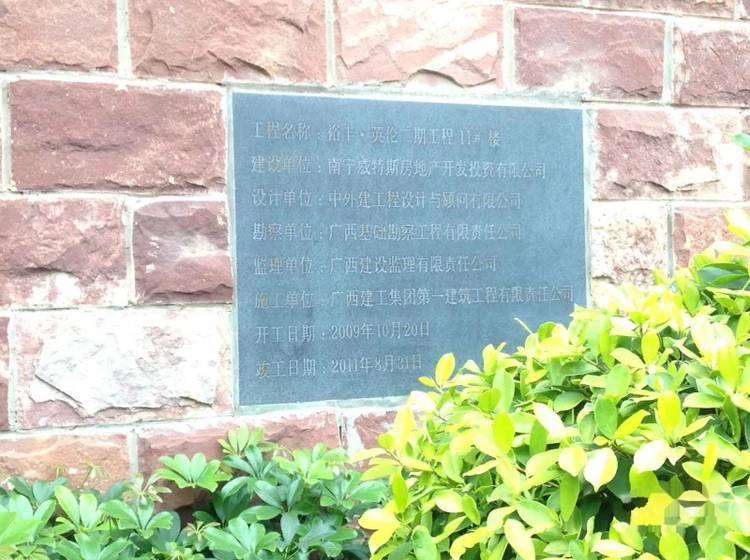 工程名称：裕丰·英伦二期工程 11# 楼
建设单位：南宁威特斯房地产开发投资有限公司
设计单位：中外建工程设计与顾问有限公司
勘察单位：广西基础勘察工程有限责任公司
监理单位：广西建设监理有限责任公司
施工单位：广西建工集团第一建筑工程有限责任公司
开工日期：2009年10月20日
竣工日期：2011年8月31日